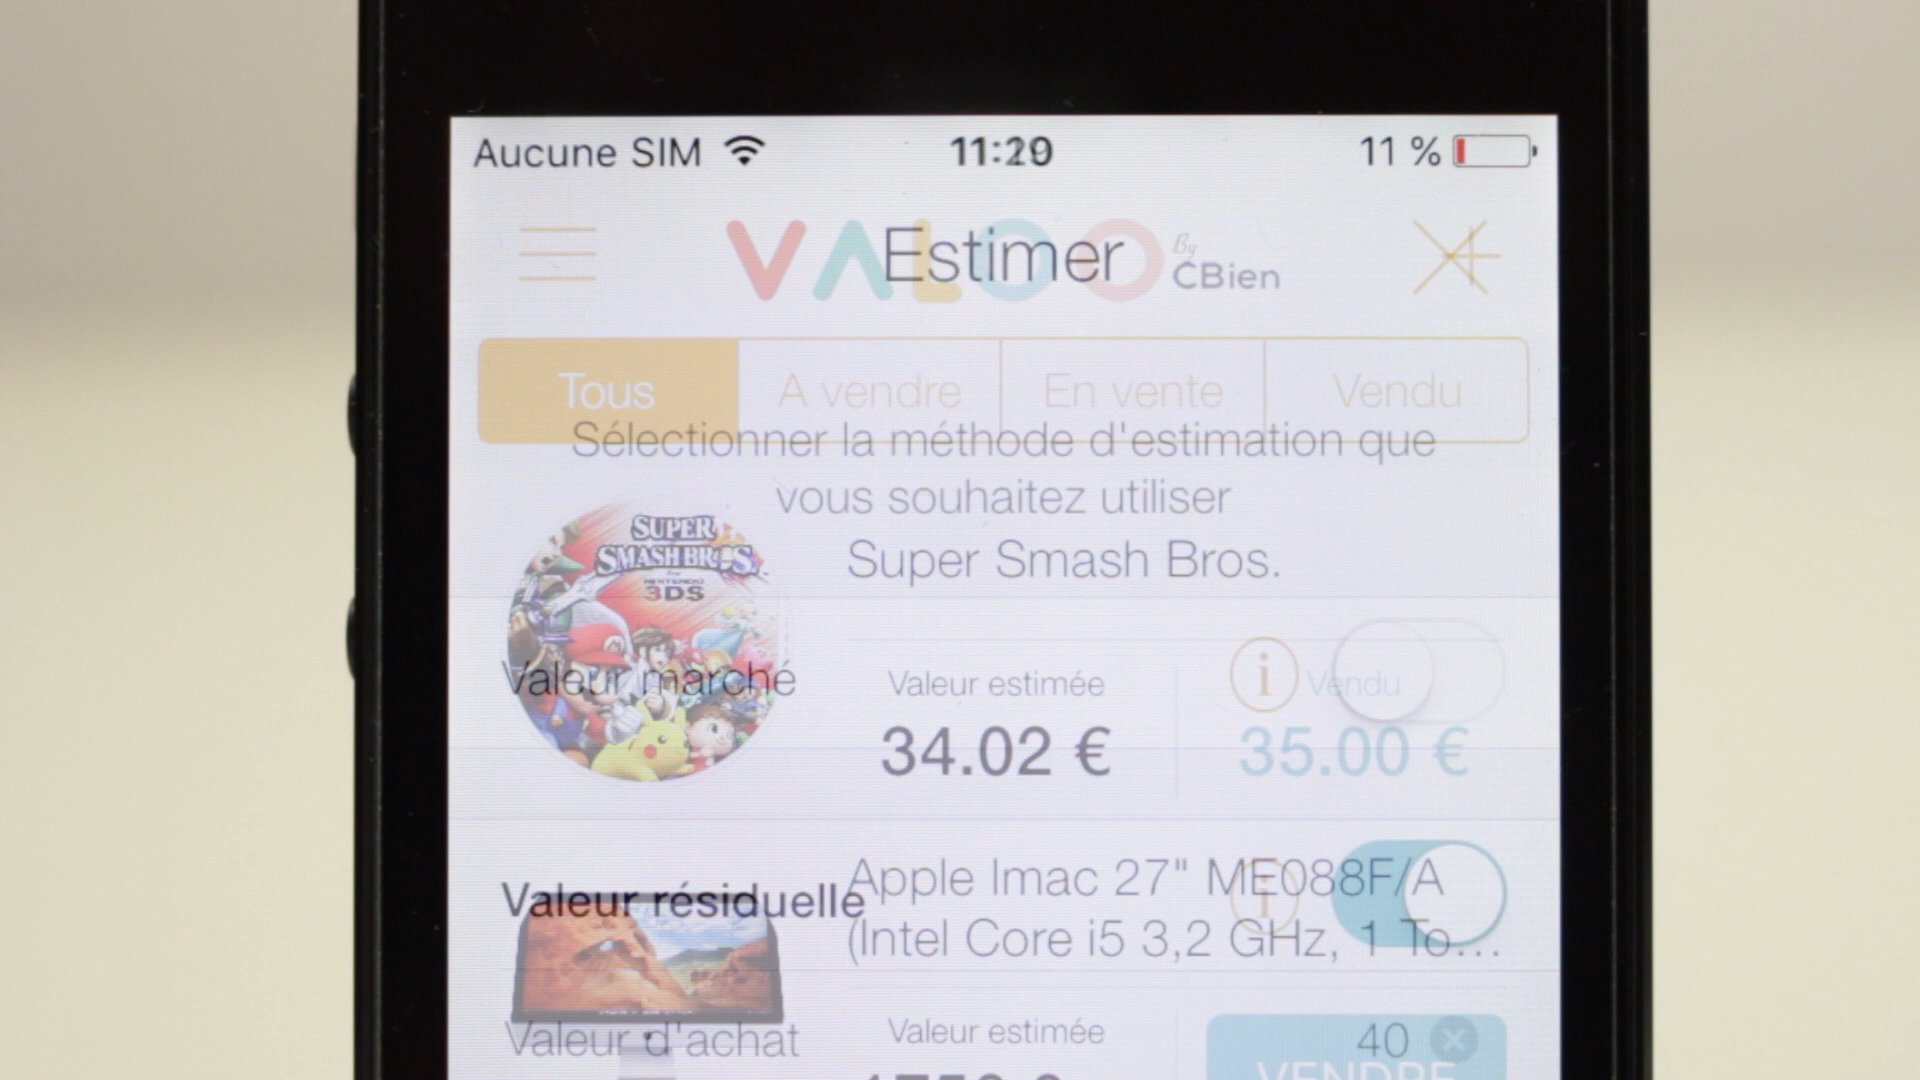 Aucune SIM 11:29 11 %
VALOO By CBien
Estimer
Tous A vendre En vente Vendu
Sélectionner la méthode d'estimation que
vous souhaitez utiliser
SUPER
SMASH BROS.
for
NINTENDO
3DS
Super Smash Bros.
Valeur marché
Valeur estimée
i
Vendu
34.02 €
35.00 €
Valeur résiduelle
i
Apple Imac 27" ME088F/A
(Intel Core i5 3,2 GHz, 1 To...
Valeur d'achat
Valeur estimée
40
VENDRE